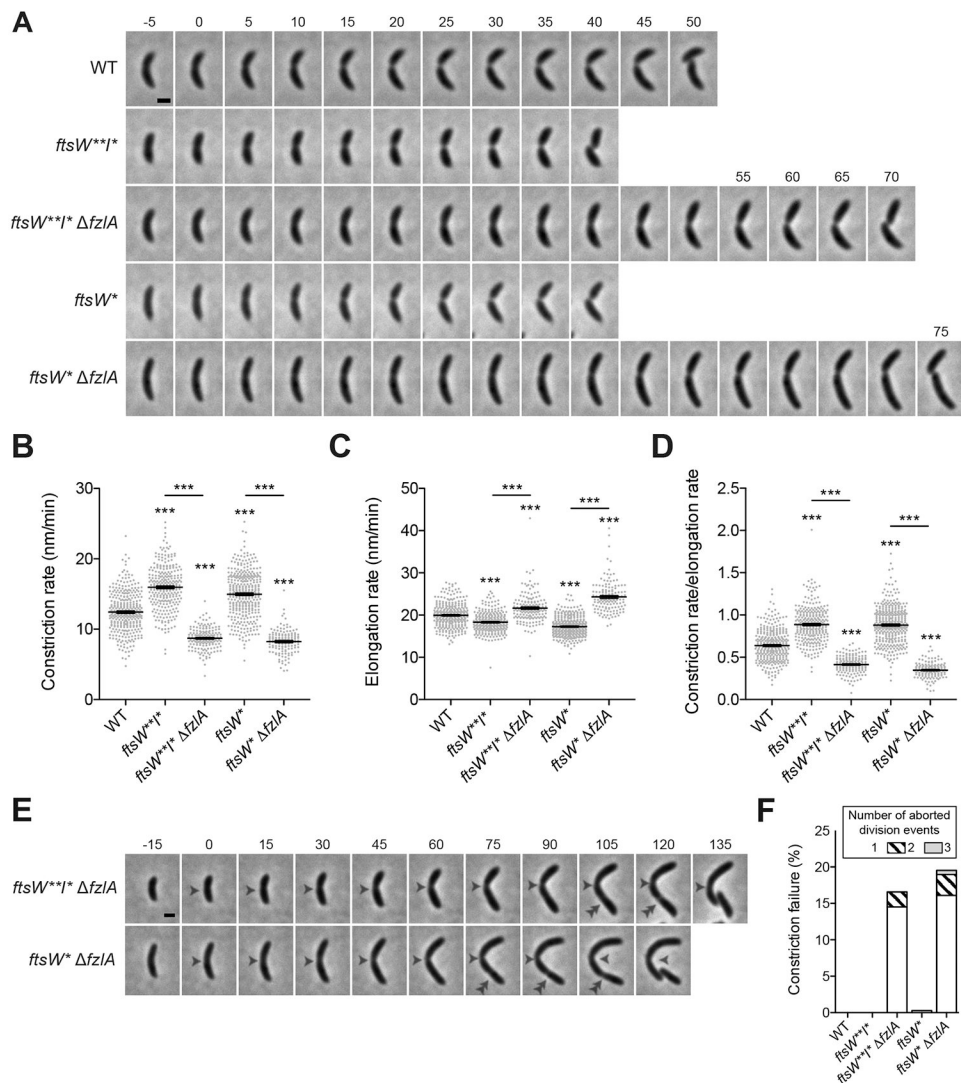 A
-5 0 5 10 15 20 25 30 35 40 45 50
WT
ftsW**I*
55 60 65 70
ftsW**I* ΔfzlA
ftsW*
75
ftsW* ΔfzlA
B
Constriction rate (nm/min)
30
20
10
0
*** *** *** *** *** ***
WT ftsW**I* ftsW**I* ΔfzlA ftsW* ftsW* ΔfzlA
C
Elongation rate (nm/min)
50
40
30
20
10
0
*** *** *** *** *** ***
WT ftsW**I* ftsW**I* ΔfzlA ftsW* ftsW* ΔfzlA
D
Constriction rate/elongation rate
2.5
2.0
1.5
1.0
0.5
0.0
*** *** *** *** *** ***
WT ftsW**I* ftsW**I* ΔfzlA ftsW* ftsW* ΔfzlA
E
-15 0 15 30 45 60 75 90 105 120 135
ftsW**I* ΔfzlA
ftsW* ΔfzlA
F
Number of aborted
division events
1 2 3
Constriction failure (%)
25
20
15
10
5
0
WT ftsW**I* ftsW**I* ΔfzlA ftsW* ftsW* ΔfzlA